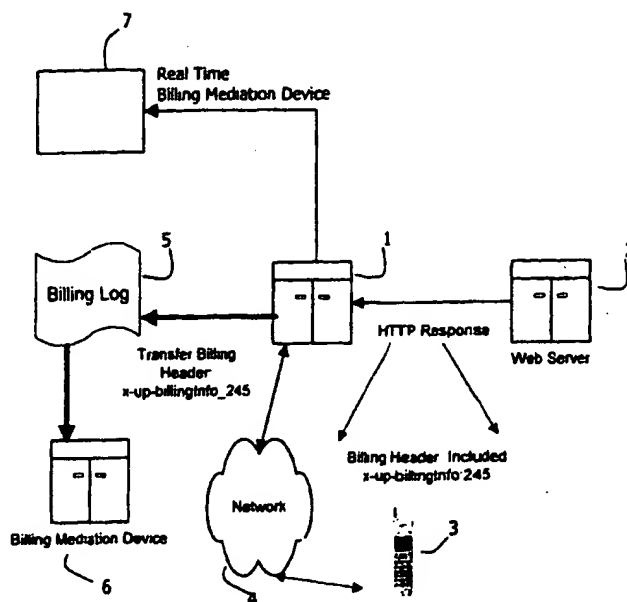 7
Real Time
Billing Mediation Device
5
Billing Log
1
HTTP Response
Web Server
Transfer Billing
Header
x-up-billingInfo_245
Billing Header Included
x-up-billingInfo:245
Network
3
4
Billing Mediation Device
6